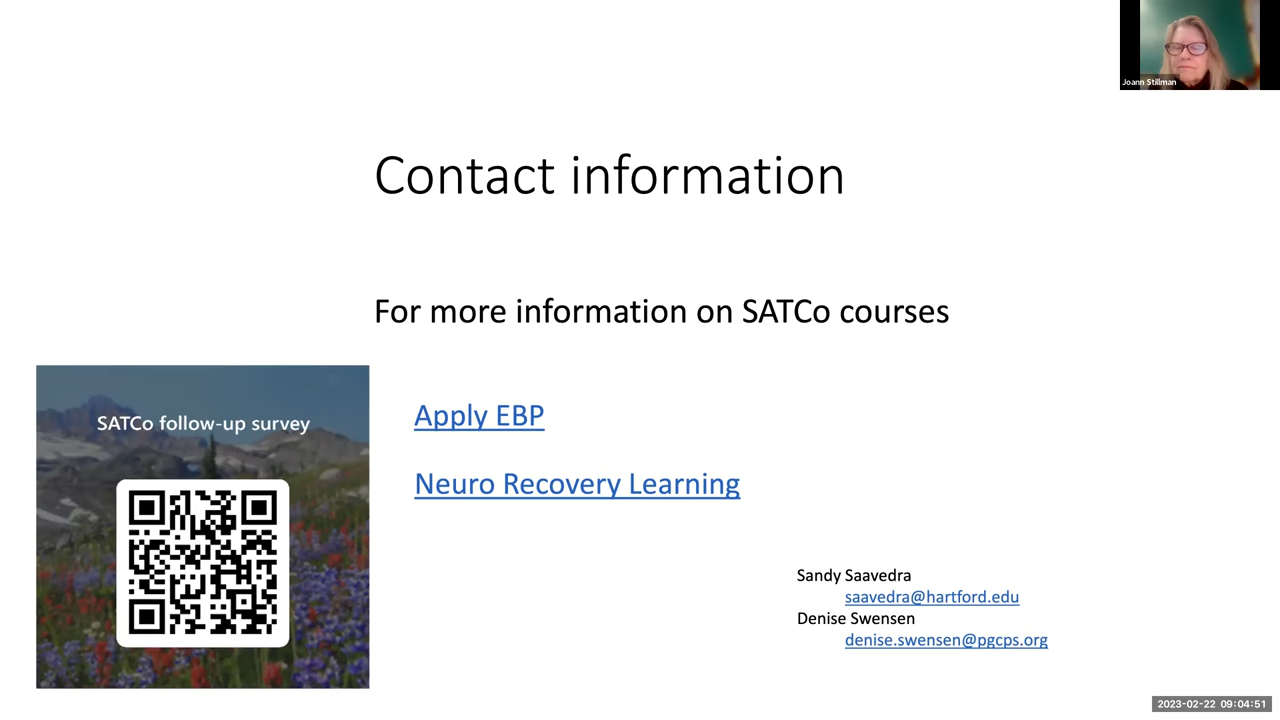 Joann Stillman
Contact information
For more information on SATCo courses
SATCo follow-up survey
Apply EBP
Neuro Recovery Learning
Sandy Saavedra
saavedra@hartford.edu
Denise Swensen
denise.swensen@pgcps.org
2023-02-22 09:04:51